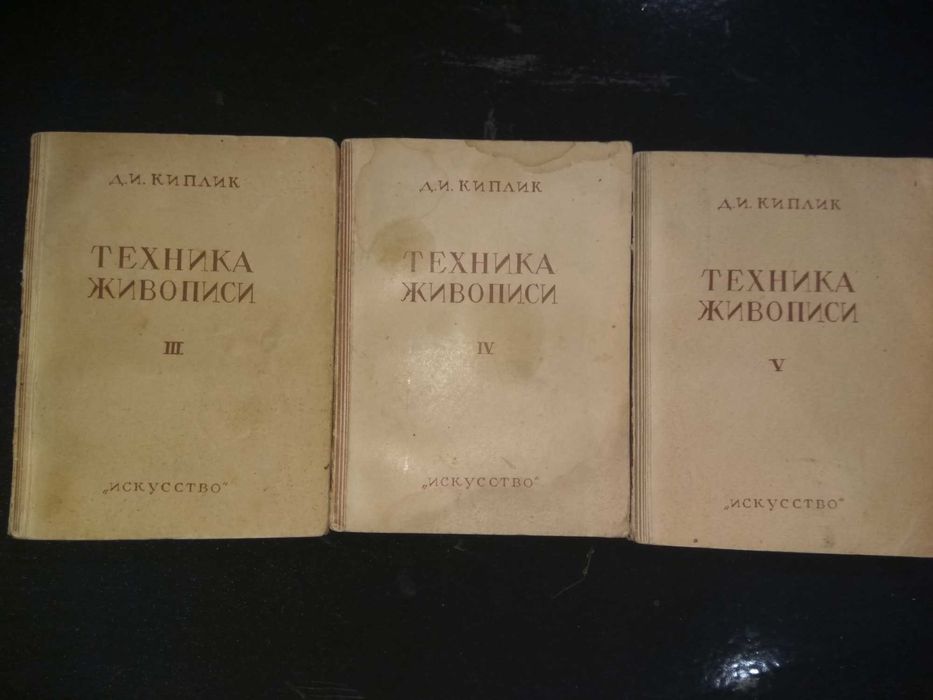 Д.И. КИПЛИК
ТЕХНИКА
ЖИВОПИСИ
III
„ИСКУССТВО"
Д.И. КИПЛИК
ТЕХНИКА
ЖИВОПИСИ
IV
„ИСКУССТВО"
Д.И. КИПЛИК
ТЕХНИКА
ЖИВОПИСИ
V
„ИСКУССТВО"